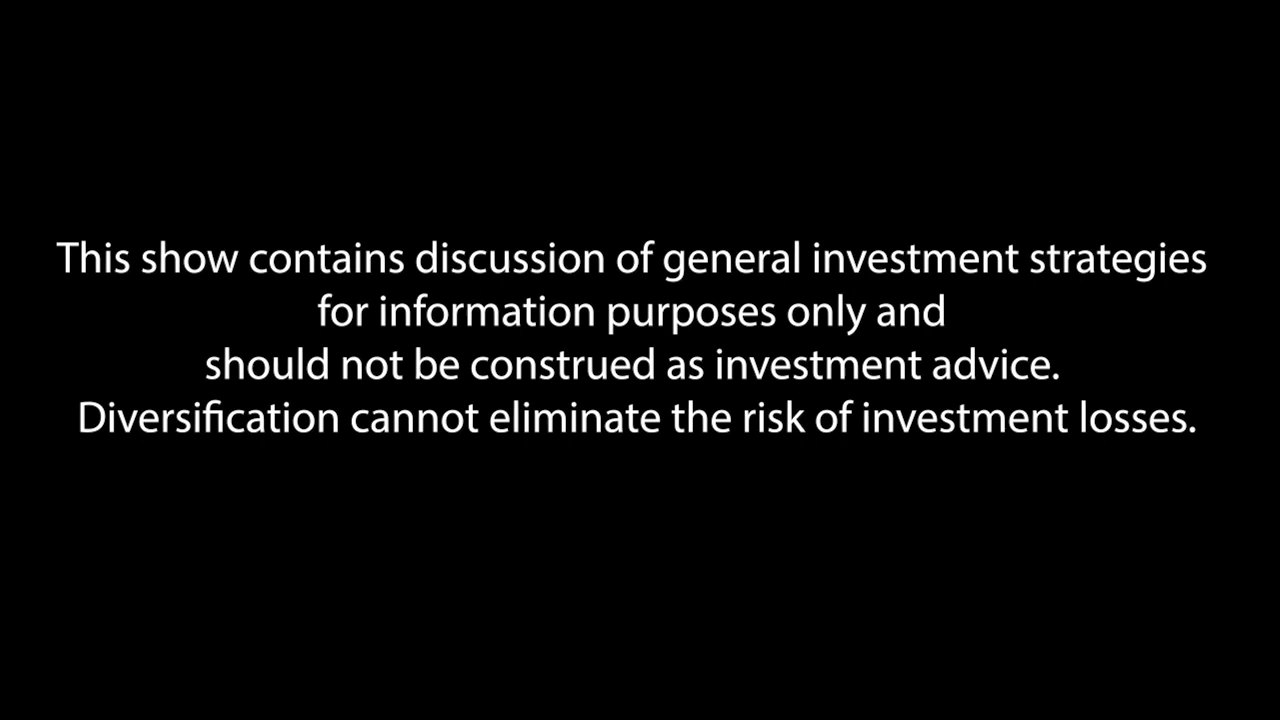 This show contains discussion of general investment strategies
for information purposes only and
should not be construed as investment advice.
Diversification cannot eliminate the risk of investment losses.